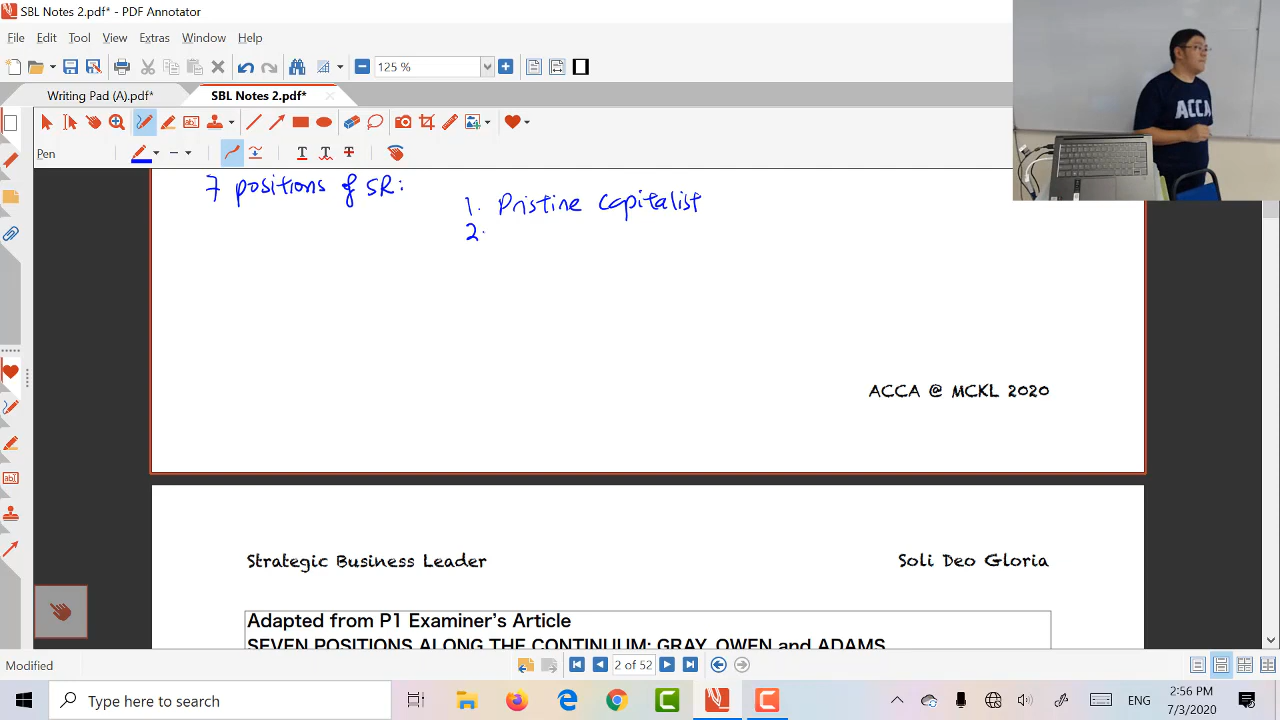 SBL Notes 2.pdf* - PDF Annotator
File Edit Tool View Extras Window Help
125 %
Writing Pad (A).pdf* SBL Notes 2.pdf*
Pen
ACCA
7 positions of SR:
1. Pristine capitalist
2.
ACCA @ MCKL 2020
Strategic Business Leader Soli Deo Gloria
Adapted from P1 Examiner's Article
SEVEN POSITIONS ALONG THE CONTINUUM: GRAY, OWEN and ADAMS
Modified 2 of 52
Type here to search ENG 2:56 PM
7/3/2020